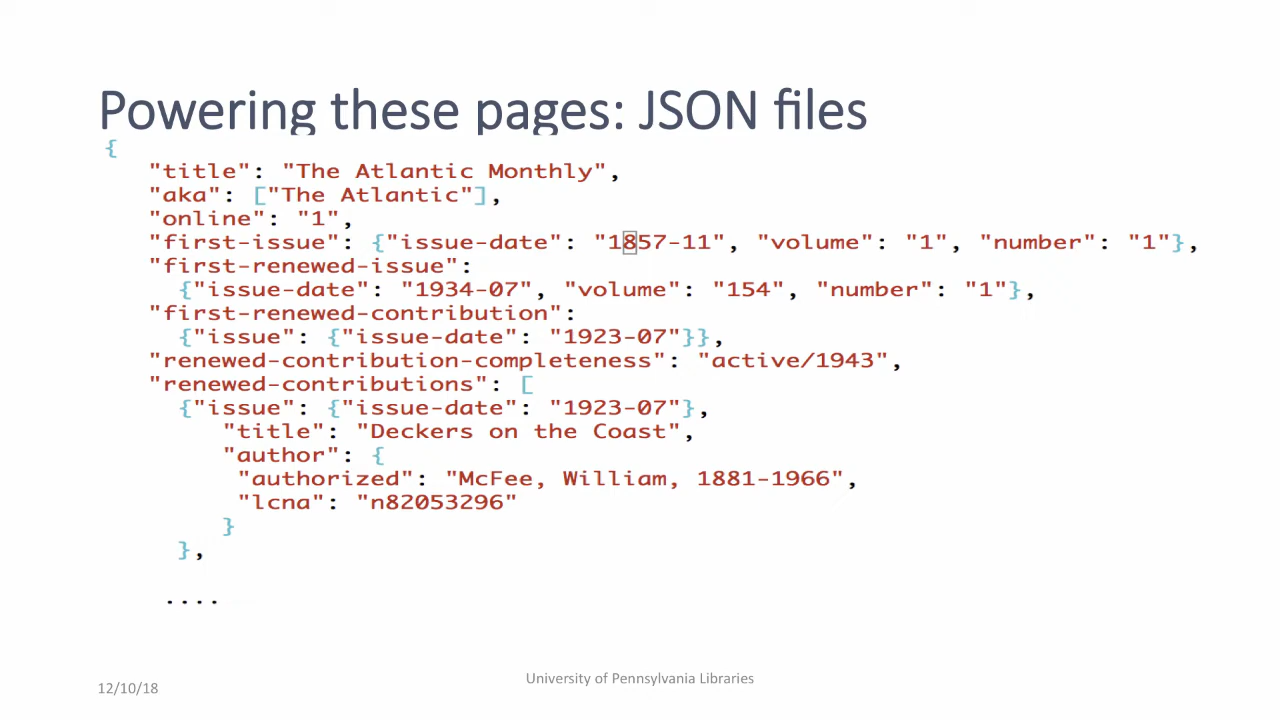 Powering these pages: JSON files
{
"title": "The Atlantic Monthly",
"aka": ["The Atlantic"],
"online": "1",
"first-issue": {"issue-date": "1857-11", "volume": "1", "number": "1"},
"first-renewed-issue":
{"issue-date": "1934-07", "volume": "154", "number": "1"},
"first-renewed-contribution":
{"issue": {"issue-date": "1923-07"}},
"renewed-contribution-completeness": "active/1943",
"renewed-contributions": [
{"issue": {"issue-date": "1923-07"},
"title": "Deckers on the Coast",
"author": {
"authorized": "McFee, William, 1881-1966",
"lcna": "n82053296"
}
},
....
12/10/18
University of Pennsylvania Libraries